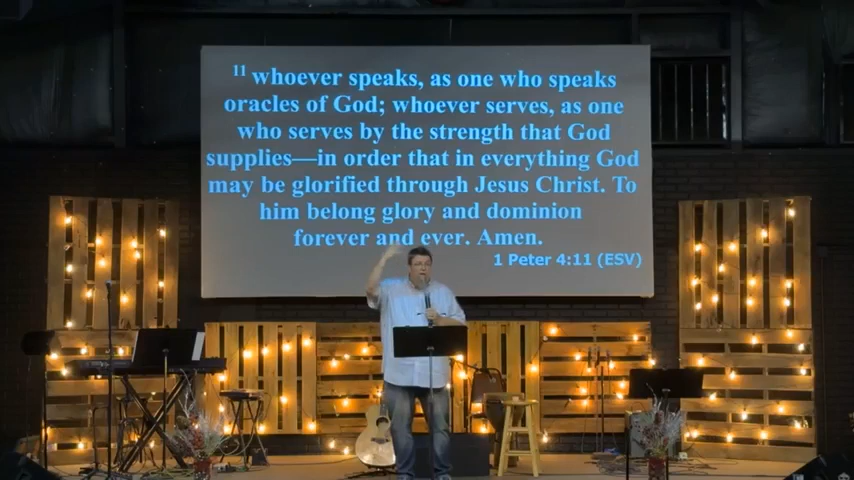 11 whoever speaks, as one who speaks
oracles of God; whoever serves, as one
who serves by the strength that God
supplies—in order that in everything God
may be glorified through Jesus Christ. To
him belong glory and dominion
forever and ever. Amen.
1 Peter 4:11 (ESV)